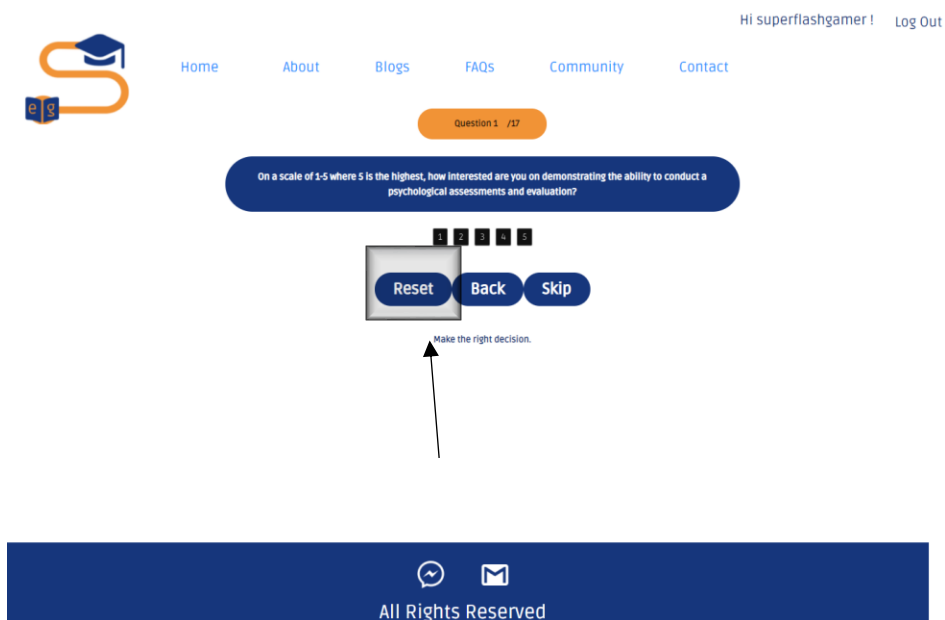 Hi superflashgamer ! Log Out
Home About Blogs FAQs Community Contact
e g
Question 1 /17
On a scale of 1-5 where 5 is the highest, how interested are you on demonstrating the ability to conduct a
psychological assessments and evaluation?
1 2 3 4 5
Reset Back Skip
Make the right decision.
All Rights Reserved